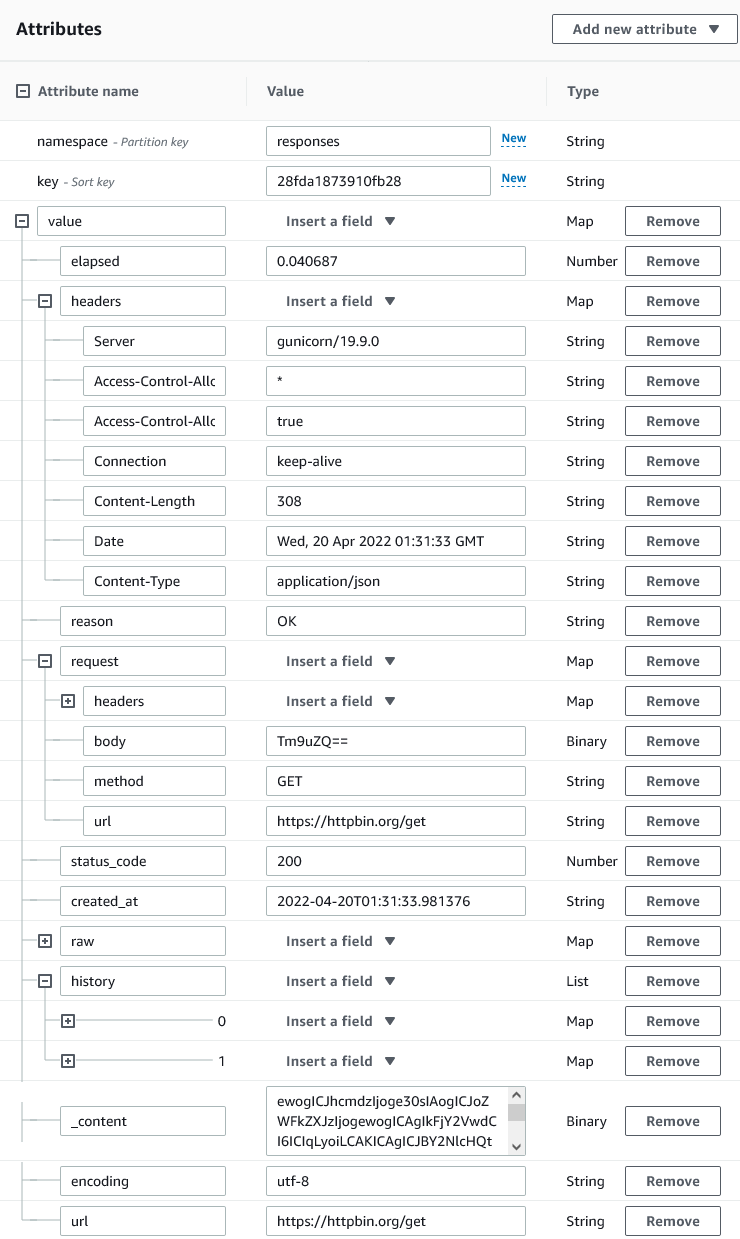 Attributes
Add new attribute
Attribute name Value Type
namespace - Partition key responses New String
key - Sort key 28fda1873910fb28 New String
value Insert a field Map Remove
elapsed 0.040687 Number Remove
headers Insert a field Map Remove
Server gunicorn/19.9.0 String Remove
Access-Control-Allc * String Remove
Access-Control-Allc true String Remove
Connection keep-alive String Remove
Content-Length 308 String Remove
Date Wed, 20 Apr 2022 01:31:33 GMT String Remove
Content-Type application/json String Remove
reason OK String Remove
request Insert a field Map Remove
headers Insert a field Map Remove
body Tm9uZQ== Binary Remove
method GET String Remove
url https://httpbin.org/get String Remove
status_code 200 Number Remove
created_at 2022-04-20T01:31:33.981376 String Remove
raw Insert a field Map Remove
history Insert a field List Remove
0 Insert a field Map Remove
1 Insert a field Map Remove
ewogICJhcmdzIjoge30sIAogICJoZ
_content WFkZXJzIjogewogICAgIkFjY2VwdC Binary Remove
I6ICIqLyoiLCAKICAgICJBY2NlcHQt
encoding utf-8 String Remove
url https://httpbin.org/get String Remove